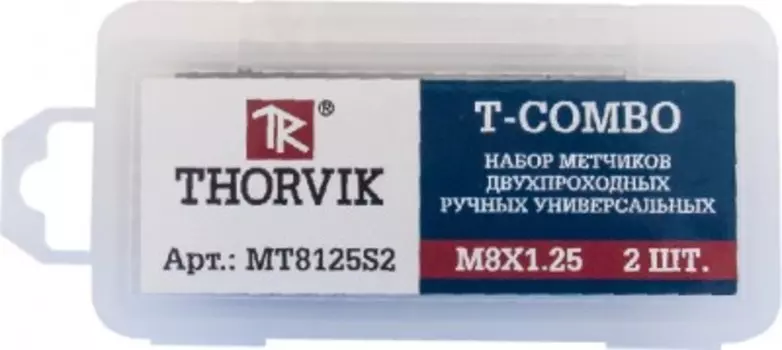 TR®
THORVIK
Арт.: MT8125S2
T-COMBO
НАБОР МЕТЧИКОВ
ДВУХПРОХОДНЫХ
РУЧНЫХ УНИВЕРСАЛЬНЫХ
M8X1.25 2 ШТ.